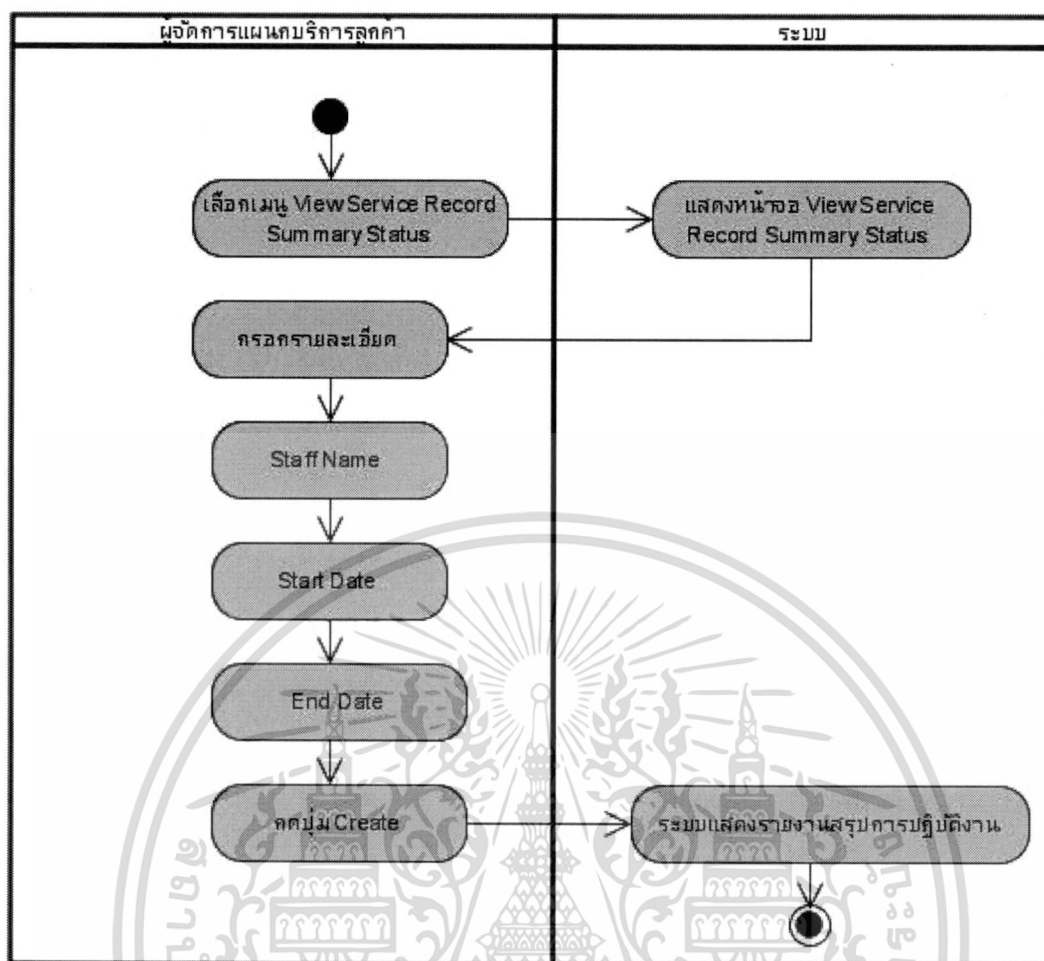 ผู้จัดการแผนกบริการลูกค้า
ระบบ
เลือกเมนู View Service Record
Summary Status
แสดงหน้าจอ View Service
Record Summary Status
กรอกรายละเอียด
Staff Name
Start Date
End Date
กดปุ่ม Create
ระบบแสดงรายงานสรุปการปฏิบัติงาน